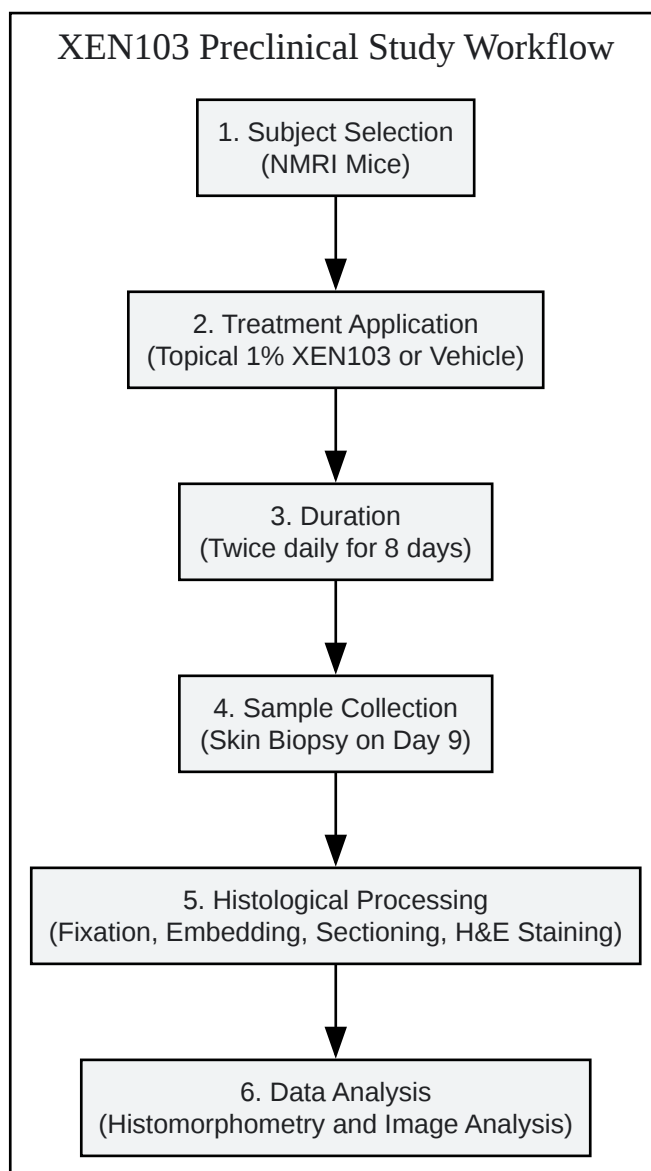 XEN103 Preclinical Study Workflow
1. Subject Selection
(NMRI Mice)
2. Treatment Application
(Topical 1% XEN103 or Vehicle)
3. Duration
(Twice daily for 8 days)
4. Sample Collection
(Skin Biopsy on Day 9)
5. Histological Processing
(Fixation, Embedding, Sectioning, H&E Staining)
6. Data Analysis
(Histomorphometry and Image Analysis)